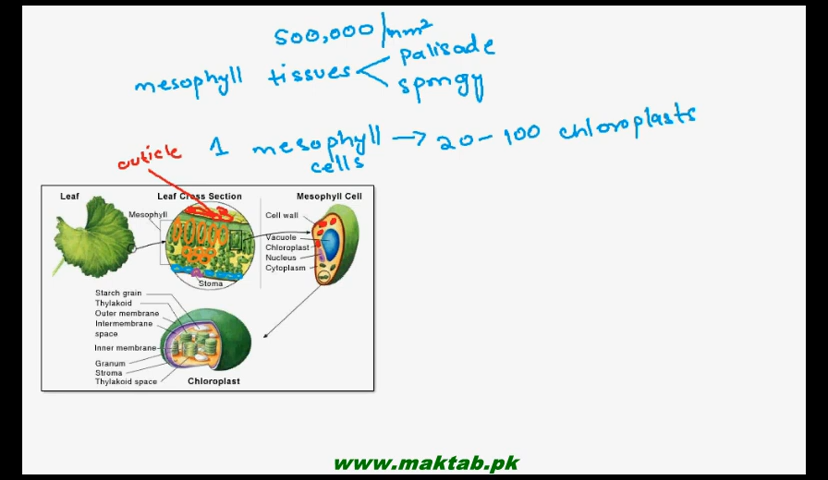 500,000/mm²
palisade
mesophyll tissues
spongy
1 mesophyll → 20-100 chloroplasts
cells
cuticle
Leaf
Leaf Cross Section
Mesophyll Cell
Mesophyll
Cell wall
Vacuole
Chloroplast
Nucleus
Cytoplasm
Stoma
Starch grain
Thylakoid
Outer membrane
Intermembrane
space
Inner membrane
Granum
Stroma
Thylakoid space
Chloroplast
www.maktab.pk